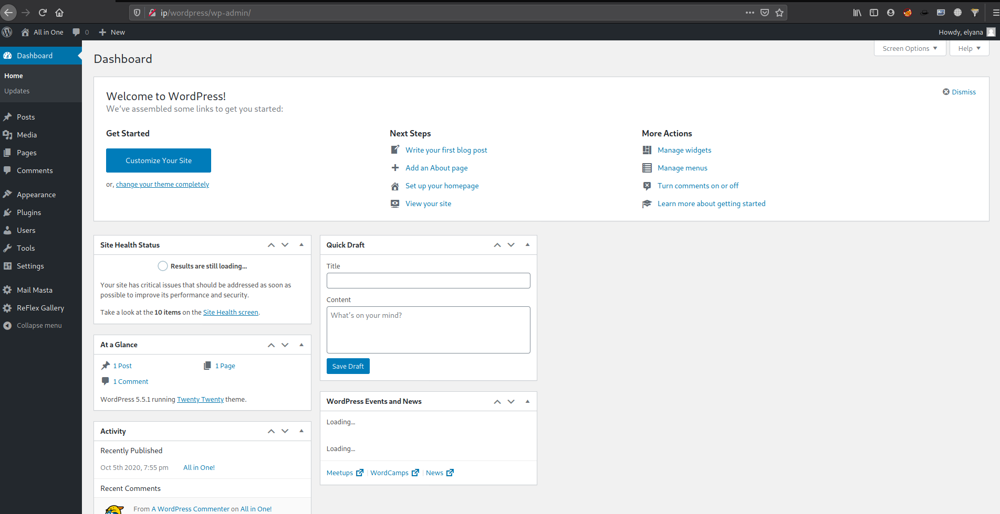 ip/wordpress/wp-admin/
All in One 0 New Howdy, elyana
Dashboard
Home
Updates
Posts
Media
Pages
Comments
Appearance
Plugins
Users
Tools
Settings
Mail Masta
ReFlex Gallery
Collapse menu
Screen Options Help
Dashboard
Welcome to WordPress!
We've assembled some links to get you started:
Dismiss
Get Started
Customize Your Site
or, change your theme completely
Next Steps
Write your first blog post
Add an About page
Set up your homepage
View your site
More Actions
Manage widgets
Manage menus
Turn comments on or off
Learn more about getting started
Site Health Status
Results are still loading...
Your site has critical issues that should be addressed as soon as
possible to improve its performance and security.
Take a look at the 10 items on the Site Health screen.
At a Glance
1 Post 1 Page
1 Comment
WordPress 5.5.1 running Twenty Twenty theme.
Activity
Recently Published
Oct 5th 2020, 7:55 pm All in One!
Recent Comments
From A WordPress Commenter on All in One!
Quick Draft
Title
Content
What's on your mind?
Save Draft
WordPress Events and News
Loading...
Loading...
Meetups | WordCamps | News